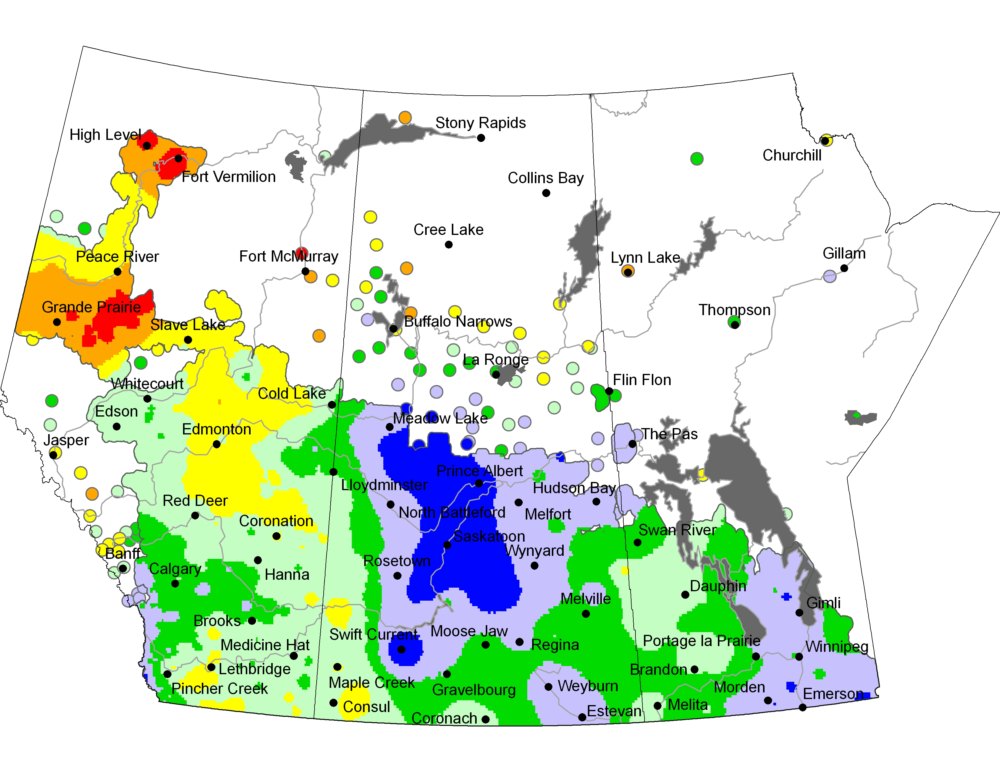 Stony Rapids
High Level
Churchill
Fort Vermilion
Collins Bay
Cree Lake
Peace River
Fort McMurray
Lynn Lake
Gillam
Grande Prairie
Thompson
Slave Lake
Buffalo Narrows
La Ronge
Whitecourt
Flin Flon
Cold Lake
Edson
Meadow Lake
Edmonton
The Pas
Jasper
Prince Albert
Lloydminster
Hudson Bay
Red Deer
North Battleford
Melfort
Coronation
Swan River
Saskatoon
Banff
Wynyard
Rosetown
Calgary
Hanna
Dauphin
Melville
Gimli
Brooks
Swift Current
Moose Jaw
Portage la Prairie
Medicine Hat
Regina
Winnipeg
Lethbridge
Brandon
Maple Creek
Pincher Creek
Gravelbourg
Weyburn
Morden
Emerson
Consul
Melita
Estevan
Coronach